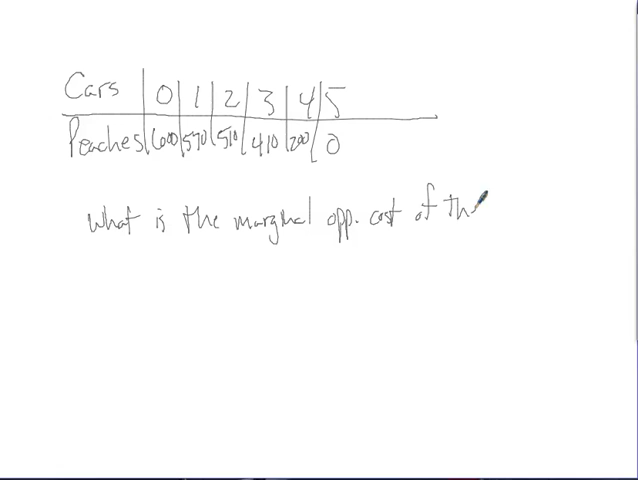 Cars 0 1 2 3 4 5
Peaches 600 570 510 410 200 0
What is the marginal opp. cost of th